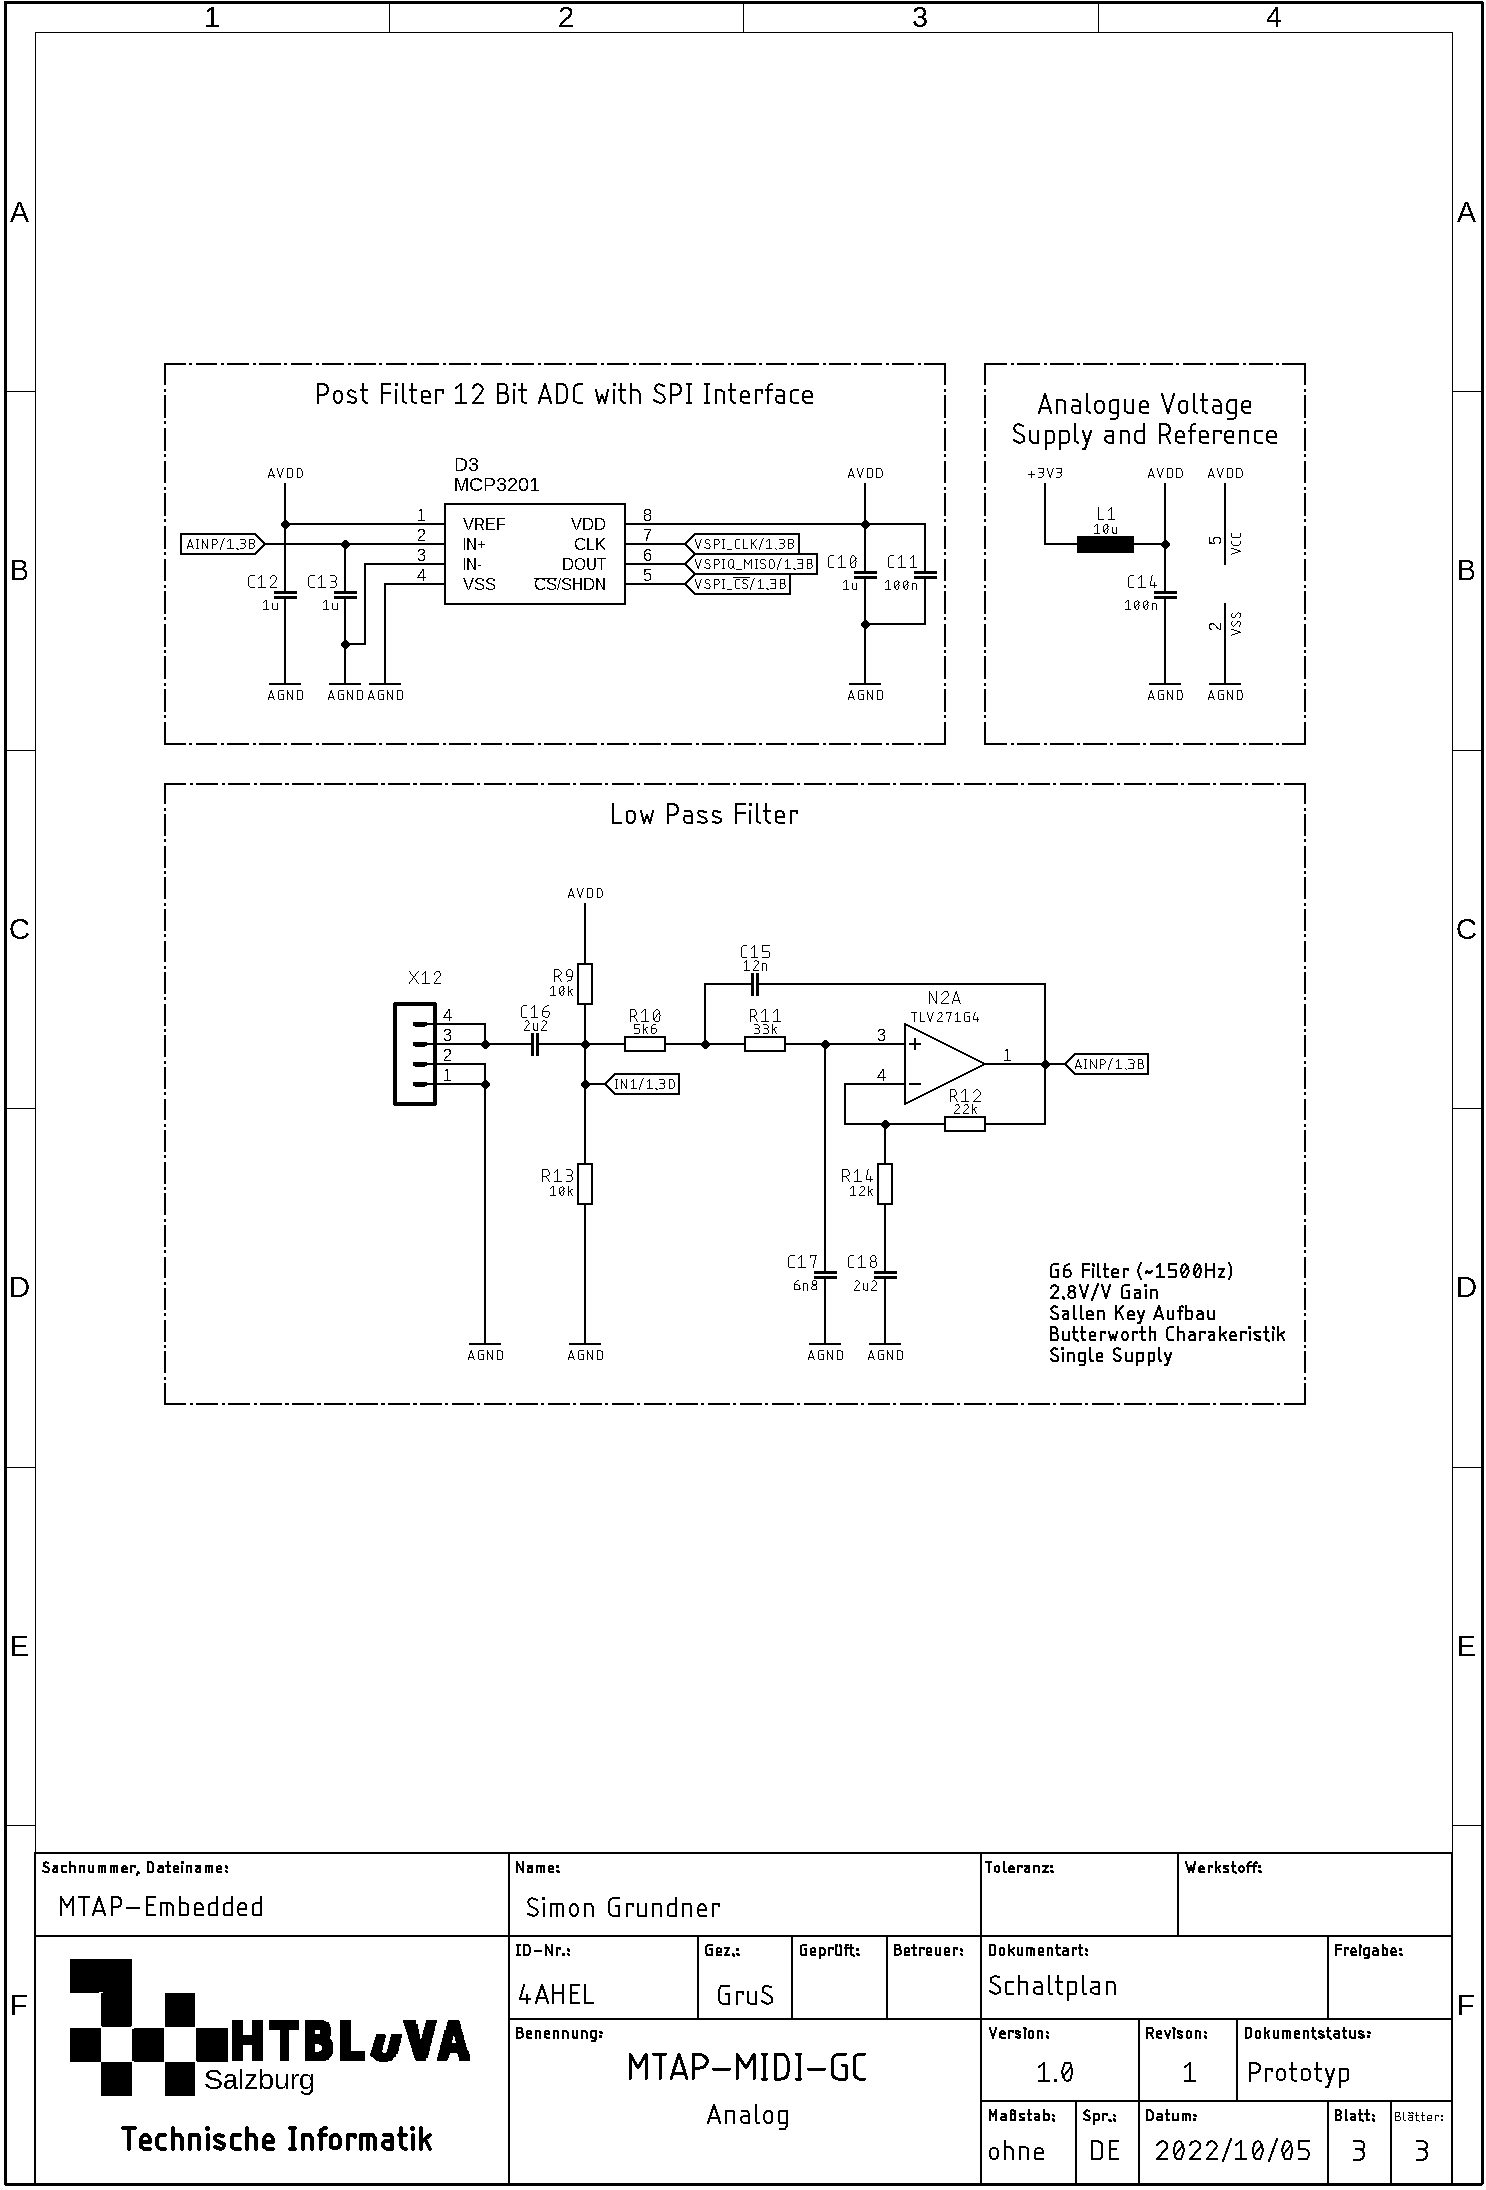 1 2 3 4
A A
Post Filter 12 Bit ADC with SPI Interface
Analogue Voltage
Supply and Reference
AVDD
D3
MCP3201
AVDD
+3V3 AVDD AVDD
1 VREF VDD 8
AINP/1.3B 2 IN+ CLK 7 VSPI_CLK/1.3B
3 IN- DOUT 6 VSPIQ_MISO/1.3B
4 VSS CS/SHDN 5 VSPI_CS/1.3B
C12
1u
C13
1u
C10
1u
C11
100n
L1
10u
C14
100n
5 VCC
2 VSS
B B
AGND AGND AGND AGND AGND AGND
Low Pass Filter
AVDD
C C
X12
4
3
2
1
C16
2u2
R9
10k
R10
5k6
C15
12n
R11
33k
N2A
TLV271G4
3 +
4 -
1
AINP/1.3B
IN1/1.3D
R12
22k
R13
10k
R14
12k
C17
6n8
C18
2u2
D D
G6 Filter (~1500Hz)
2.8V/V Gain
Sallen Key Aufbau
Butterworth Charakeristik
Single Supply
AGND AGND AGND AGND
E E
Sachnummer, Dateiname:
MTAP-Embedded
Name:
Simon Grundner
Toleranz:
Werkstoff:
F F
HTBLuVA
Salzburg
Technische Informatik
ID-Nr.:
4AHEL
Gez.:
GruS
Geprüft:
Betreuer:
Dokumentart:
Schaltplan
Freigabe:
Benennung:
MTAP-MIDI-GC
Analog
Version:
1.0
Revison:
1
Dokumentstatus:
Prototyp
Maßstab:
ohne
Spr.:
DE
Datum:
2022/10/05
Blatt:
3
Blätter:
3